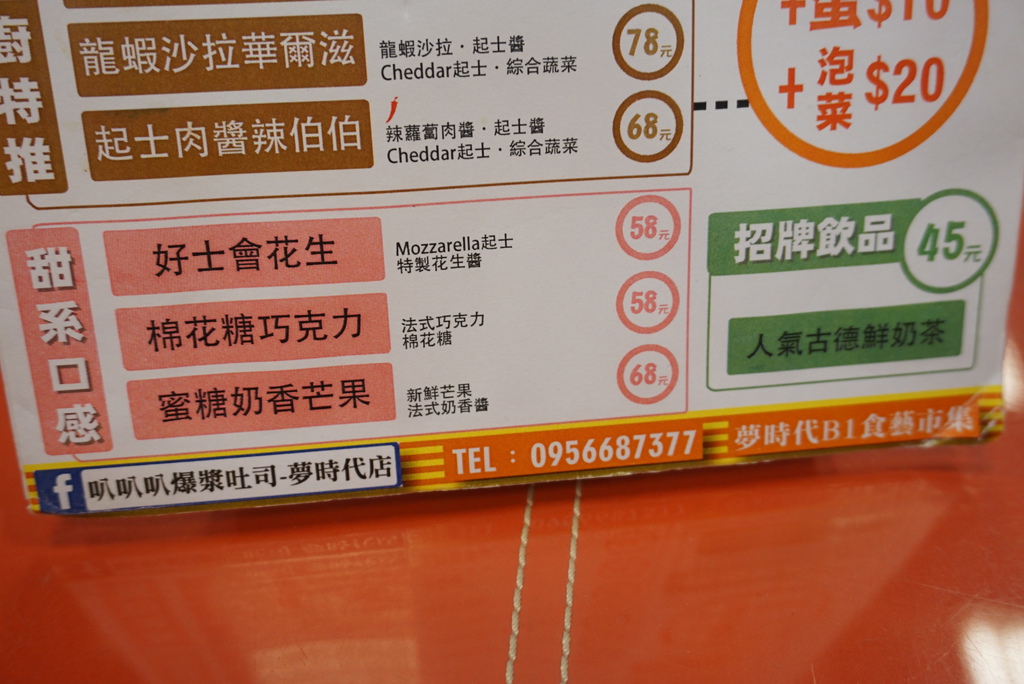 廚特推
龍蝦沙拉華爾滋
龍蝦沙拉．起士醬
Cheddar起士．綜合蔬菜
78元
起士肉醬辣伯伯
辣蘿蔔肉醬．起士醬
Cheddar起士．綜合蔬菜
68元
+蛋$10
+泡菜$20
甜系口感
好士會花生
Mozzarella起士
特製花生醬
58元
棉花糖巧克力
法式巧克力
棉花糖
58元
蜜糖奶香芒果
新鮮芒果
法式奶香醬
68元
招牌飲品
45元
人氣古德鮮奶茶
f 叭叭叭爆漿吐司-夢時代店
TEL：0956687377
夢時代B1食藝市集